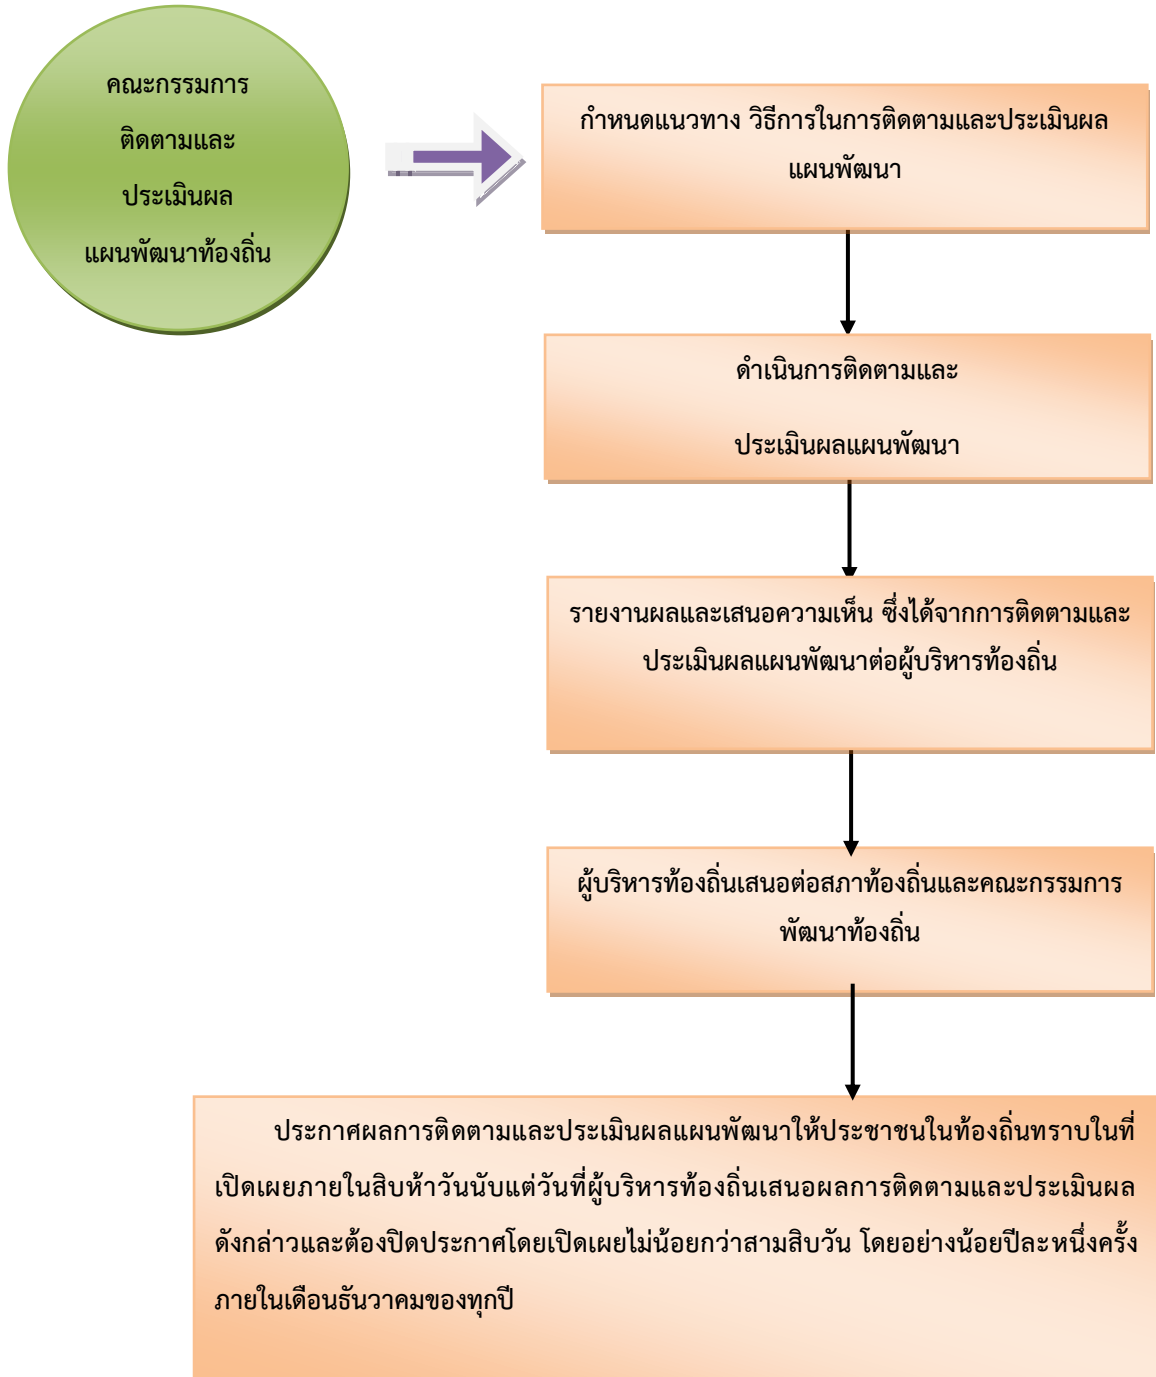 คณะกรรมการ
ติดตามและ
ประเมินผล
แผนพัฒนาท้องถิ่น
กำหนดแนวทาง วิธีการในการติดตามและประเมินผล
แผนพัฒนา
ดำเนินการติดตามและ
ประเมินผลแผนพัฒนา
รายงานผลและเสนอความเห็น ซึ่งได้จากการติดตามและ
ประเมินผลแผนพัฒนาต่อผู้บริหารท้องถิ่น
ผู้บริหารท้องถิ่นเสนอต่อสภาท้องถิ่นและคณะกรรมการ
พัฒนาท้องถิ่น
ประกาศผลการติดตามและประเมินผลแผนพัฒนาให้ประชาชนในท้องถิ่นทราบในที่
เปิดเผยภายในสิบห้าวันนับแต่วันที่ผู้บริหารท้องถิ่นเสนอผลการติดตามและประเมินผล
ดังกล่าวและต้องปิดประกาศโดยเปิดเผยไม่น้อยกว่าสามสิบวัน โดยอย่างน้อยปีละหนึ่งครั้ง
ภายในเดือนธันวาคมของทุกปี